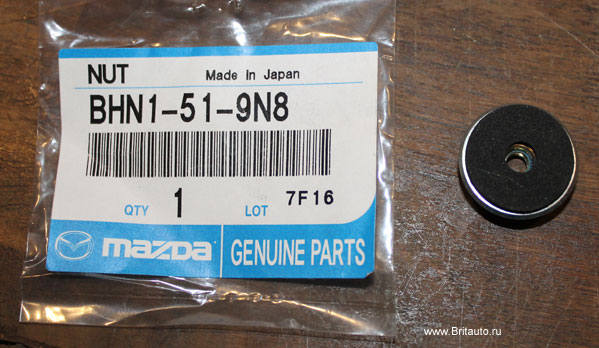 NUT Made In Japan
BHN1-51-9N8
QTY 1 LOT 7F16
mazda GENUINE PARTS
www.Britauto.ru